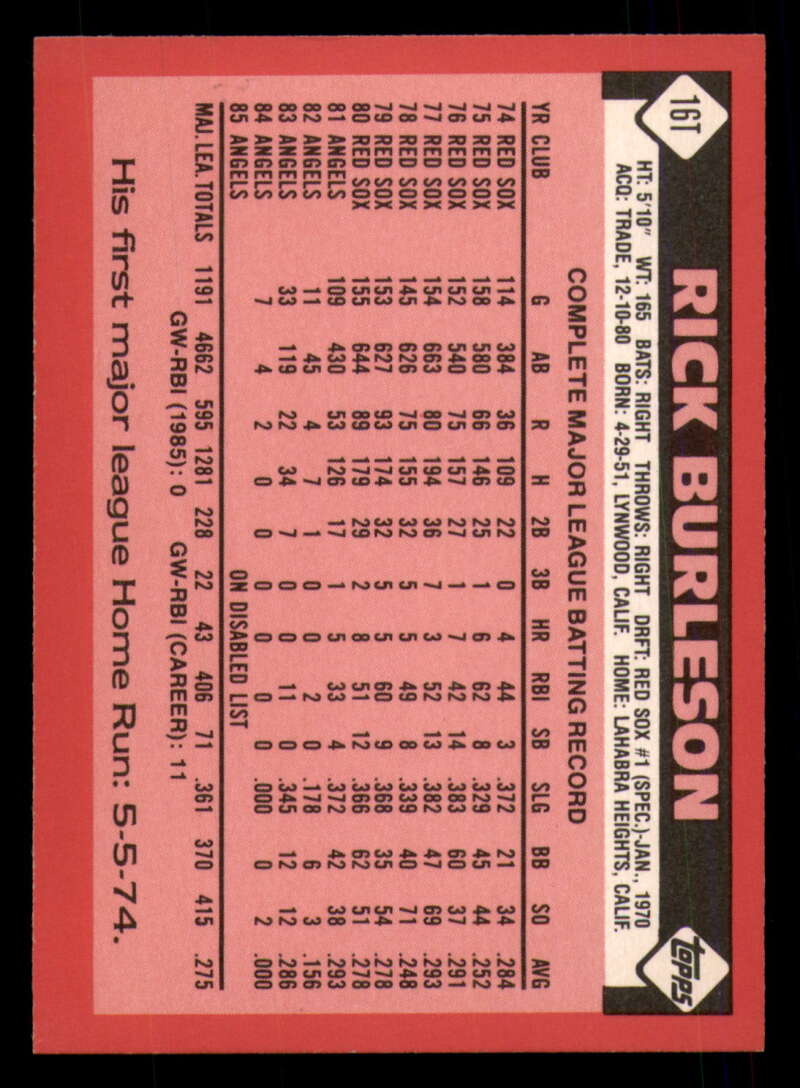 16T
RICK BURLESON
topps
HT: 5'10" WT: 165 BATS: RIGHT THROWS: RIGHT DRFT: RED SOX #1 (SPEC.)-JAN., 1970
ACQ: TRADE, 12-10-80 BORN: 4-29-51, LYNWOOD, CALIF. HOME: LAHABRA HEIGHTS, CALIF.
COMPLETE MAJOR LEAGUE BATTING RECORD
YR CLUB G AB R H 2B 3B HR RBI SB SLG BB SO AVG
74 RED SOX 114 384 36 109 22 0 4 44 3 .372 21 34 .284
75 RED SOX 158 580 66 146 25 1 6 62 8 .329 45 44 .252
76 RED SOX 152 540 75 157 27 1 7 42 14 .383 60 37 .291
77 RED SOX 154 663 80 194 36 7 3 52 13 .382 47 69 .293
78 RED SOX 145 626 75 155 32 5 5 49 8 .339 40 71 .248
79 RED SOX 153 627 93 174 32 5 5 60 9 .368 35 54 .278
80 RED SOX 155 644 89 179 29 2 8 51 12 .366 62 51 .278
81 ANGELS 109 430 53 126 17 1 5 33 4 .372 42 38 .293
82 ANGELS 11 45 4 7 1 0 0 2 0 .178 6 3 .156
83 ANGELS 33 119 22 34 7 0 0 11 0 .345 12 12 .286
84 ANGELS 7 4 2 0 0 0 0 0 0 .000 0 2 .000
85 ANGELS ON DISABLED LIST
MAJ. LEA. TOTALS 1191 4662 595 1281 228 22 43 406 71 .361 370 415 .275
GW-RBI (1985): 0 GW-RBI (CAREER): 11
His first major league Home Run: 5-5-74.